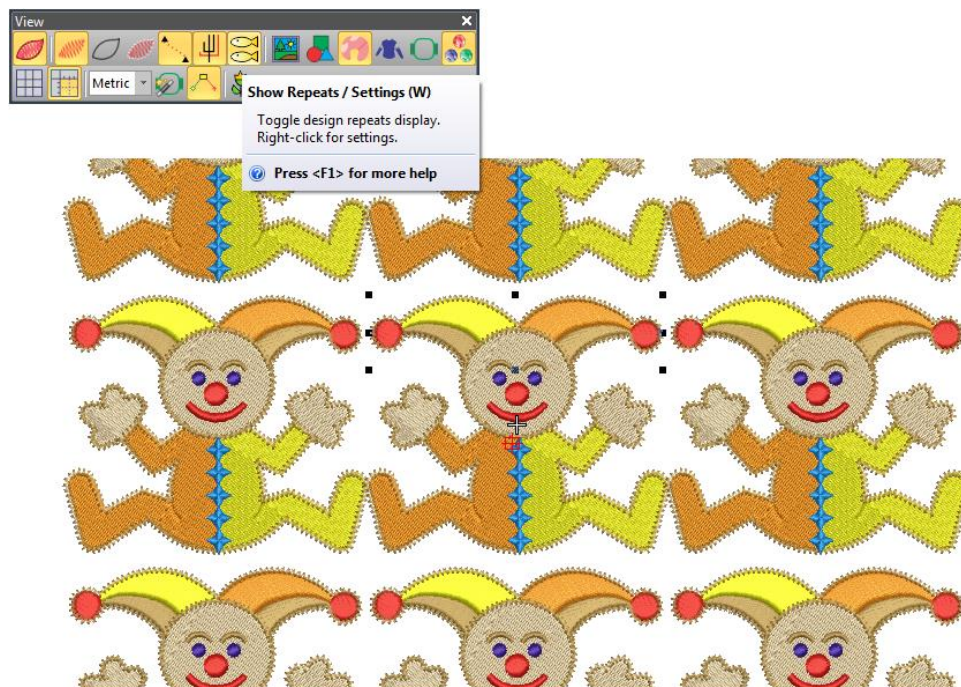 View
Metric
Show Repeats / Settings (W)
Toggle design repeats display.
Right-click for settings.
Press <F1> for more help